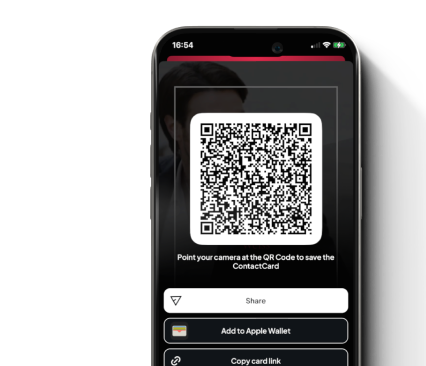 16:54
Point your camera at the QR Code to save the
ContactCard
Share
Add to Apple Wallet
Copy card link